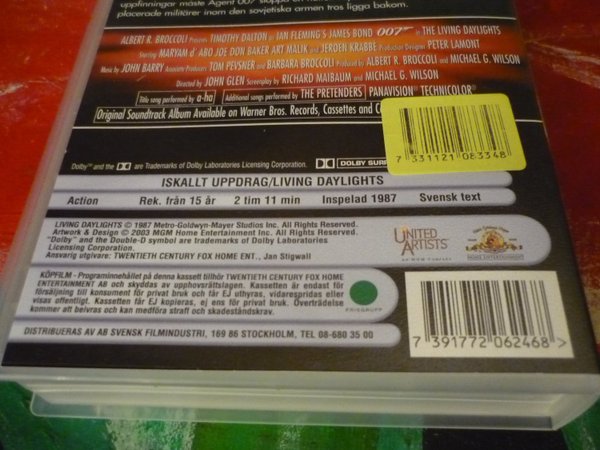 uppfinningar måste Agent 007 stoppa
placerade militärer inom den sovjetiska armen tros ligga bakom.
ALBERT R. BROCCOLI Presents TIMOTHY DALTON as IAN FLEMING'S JAMES BOND 007 in THE LIVING DAYLIGHTS
Starring MARYAM d'ABO JOE DON BAKER ART MALIK and JEROEN KRABBE Production Designer PETER LAMONT
Music by JOHN BARRY Associate Producers TOM PEVSNER and BARBARA BROCCOLI Produced by ALBERT R. BROCCOLI and MICHAEL G. WILSON
Directed by JOHN GLEN Screenplay by RICHARD MAIBAUM and MICHAEL G. WILSON
Title song performed by a-ha Additional songs performed by THE PRETENDERS PANAVISION® TECHNICOLOR®
Original Soundtrack Album Available on Warner Bros. Records, Cassettes and C
7 331121 083348
Dolby™ and the DD are Trademarks of Dolby Laboratories Licensing Corporation. DOLBY SURR
ISKALLT UPPDRAG/LIVING DAYLIGHTS
Action Rek. från 15 år 2 tim 11 min Inspelad 1987 Svensk text
LIVING DAYLIGHTS © 1987 Metro-Goldwyn-Mayer Studios Inc. All Rights Reserved.
Artwork & Design © 2003 MGM Home Entertainment Inc. All Rights Reserved.
"Dolby" and the Double-D symbol are trademarks of Dolby Laboratories
Licensing Corporation.
Ansvarig utgivare: TWENTIETH CENTURY FOX HOME ENT., Jan Stigwall
UNITED
ARTISTS
HOME ENTERTAINMENT
KÖPFILM - Programinnehållet på denna kassett tillhör TWENTIETH CENTURY FOX HOME
ENTERTAINMENT AB och skyddas av upphovsrättslagen. Kassetten är endast för
försäljning till konsument för privat bruk och får EJ uthyras, vidarespridas eller
visas offentligt. Kassetten får EJ kopieras, ej ens för privat bruk. Överträdelse
kommer att beivras och kan medföra straff och skadeståndskrav.
FRIEGRUPP
DISTRIBUERAS AV AB SVENSK FILMINDUSTRI, 169 86 STOCKHOLM, TEL 08-680 35 00
7 391772 062468 >